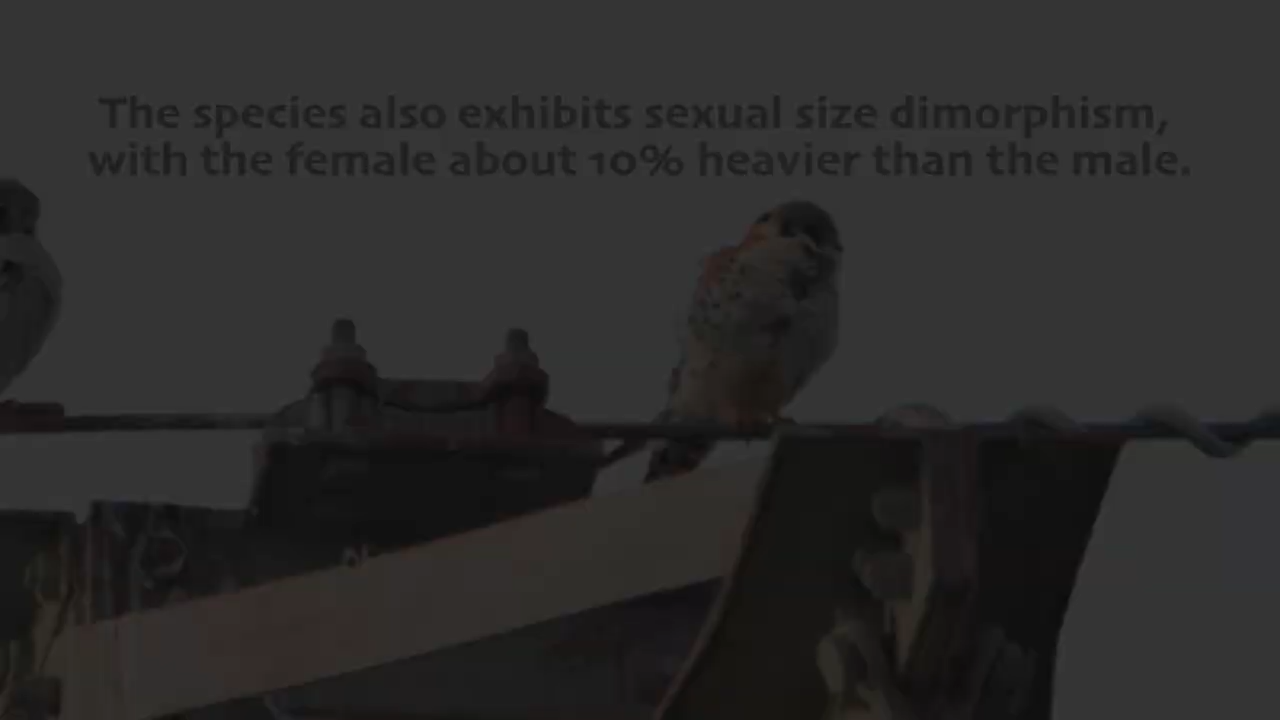 The species also exhibits sexual size dimorphism,
with the female about 10% heavier than the male.